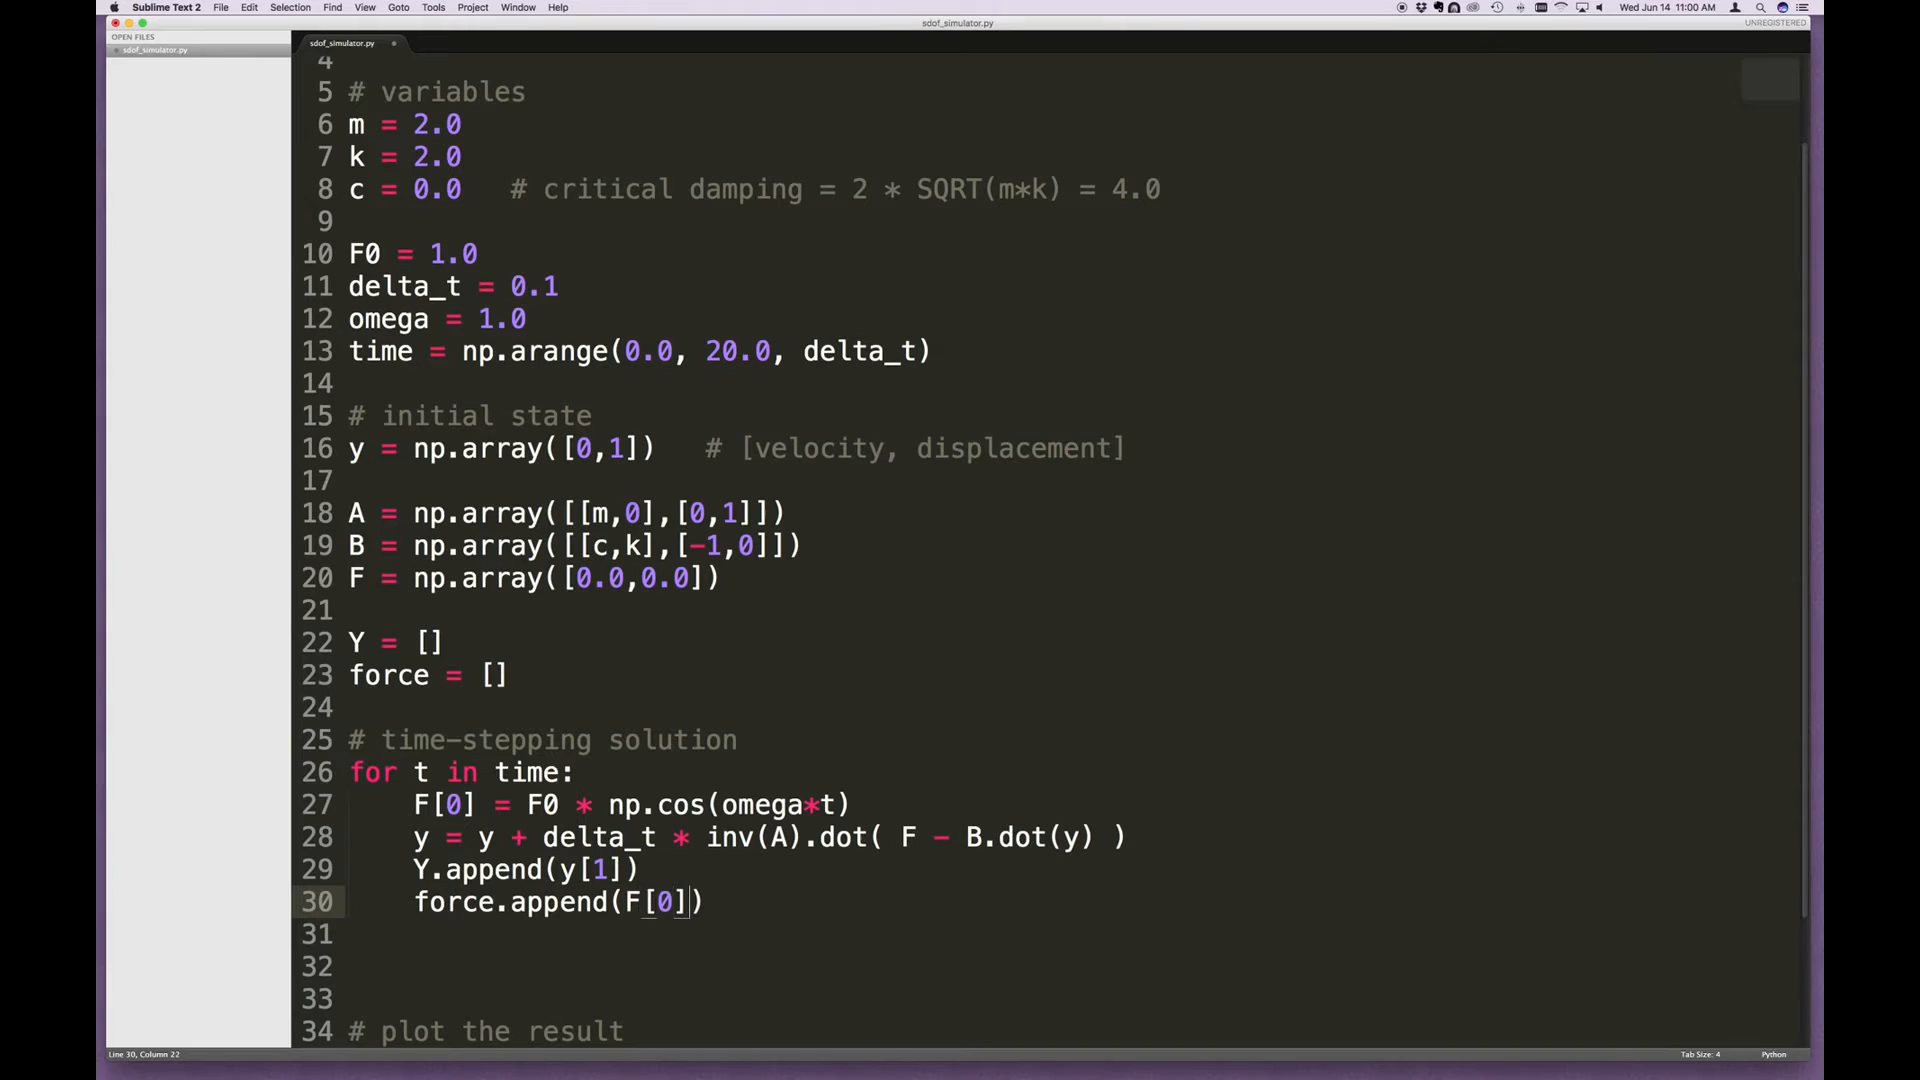 Sublime Text 2 File Edit Selection Find View Goto Tools Project Window Help Wed Jun 14 11:00 AM
sdof_simulator.py UNREGISTERED
OPEN FILES
sdof_simulator.py
sdof_simulator.py
4
5 # variables
6 m = 2.0
7 k = 2.0
8 c = 0.0 # critical damping = 2 * SQRT(m*k) = 4.0
9
10 F0 = 1.0
11 delta_t = 0.1
12 omega = 1.0
13 time = np.arange(0.0, 20.0, delta_t)
14
15 # initial state
16 y = np.array([0,1]) # [velocity, displacement]
17
18 A = np.array([[m,0],[0,1]])
19 B = np.array([[c,k],[-1,0]])
20 F = np.array([0.0,0.0])
21
22 Y = []
23 force = []
24
25 # time-stepping solution
26 for t in time:
27 F[0] = F0 * np.cos(omega*t)
28 y = y + delta_t * inv(A).dot( F - B.dot(y) )
29 Y.append(y[1])
30 force.append(F[0])
31
32
33
34 # plot the result
Line 30, Column 22 Tab Size: 4 Python